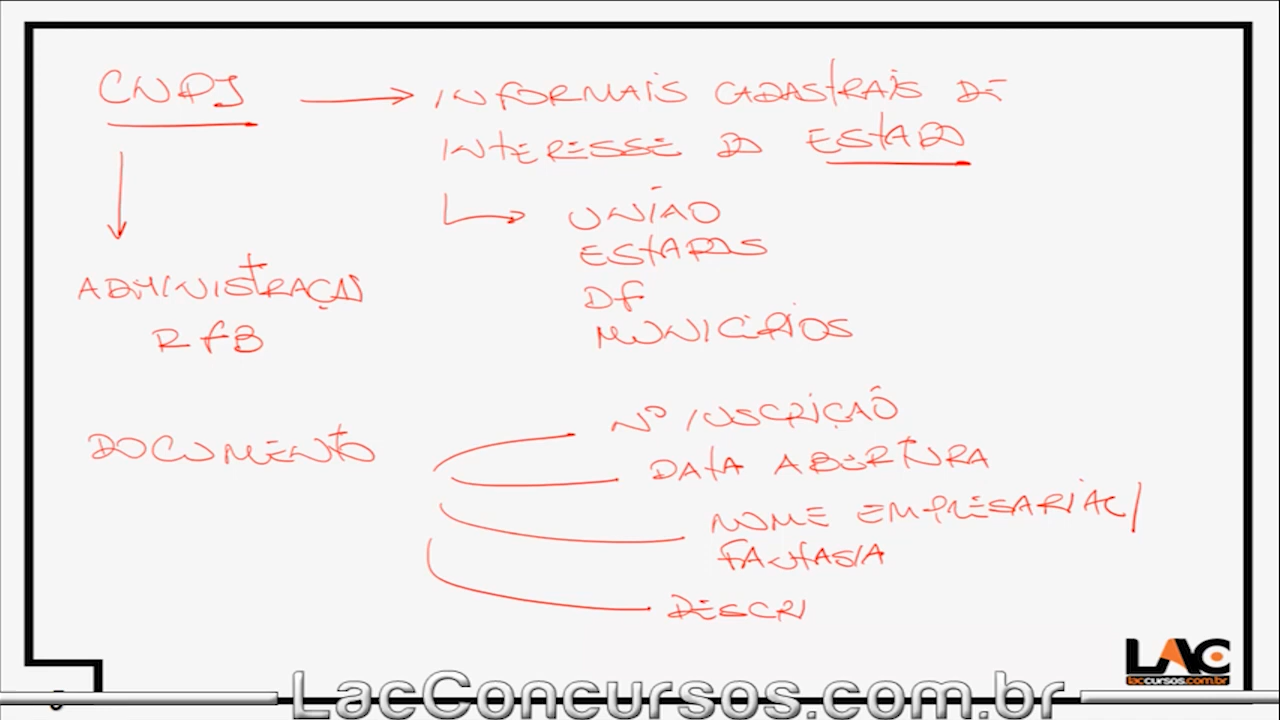 CNPJ → INFORMAIS CADASTRAIS DE
INTERESSE DO ESTADO
UNIÃO
ESTADOS
DF
MUNICÍPIOS
ADMINISTRAÇÃO
RFB
DOCUMENTO
Nº INSCRIÇÃO
DATA ABERTURA
NOME EMPRESARIAL/
FANTASIA
DESCRI
LAC
laccursos.com.br
LacConcursos.com.br